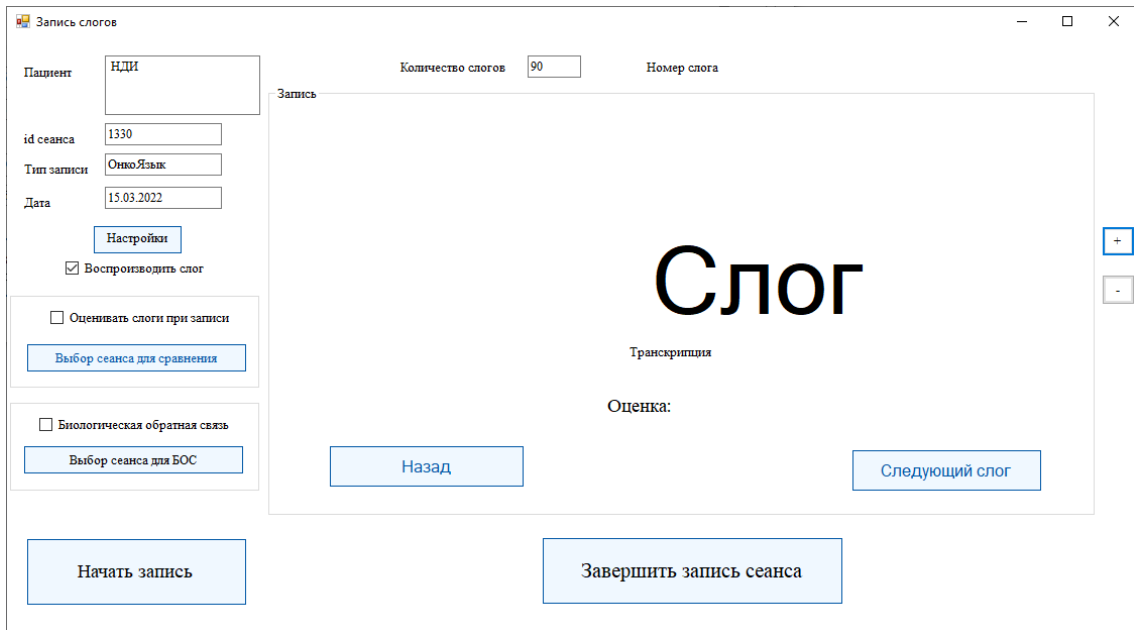 Запись слогов
Пациент
НДИ
Количество слогов
90
Номер слога
Запись
id сеанса
1330
Тип записи
ОнкоЯзык
Дата
15.03.2022
Настройки
Воспроизводить слог
Оценивать слоги при записи
Выбор сеанса для сравнения
Биологическая обратная связь
Выбор сеанса для БОС
Слог
Транскрипция
Оценка:
Назад
Следующий слог
+
-
Начать запись
Завершить запись сеанса